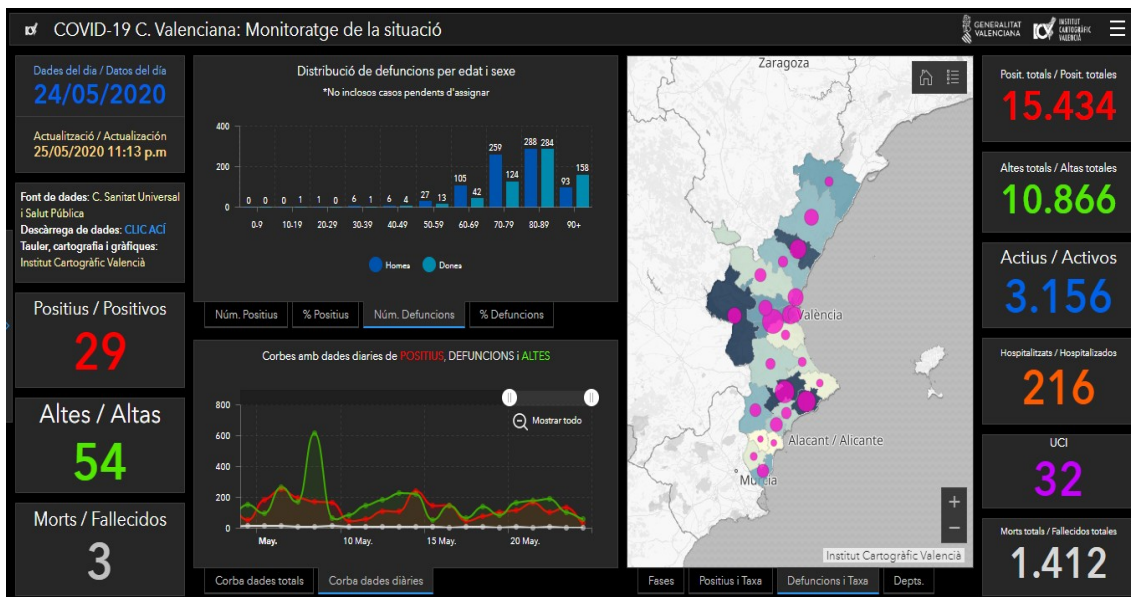 COVID-19 C. Valenciana: Monitoratge de la situació
GENERALITAT
VALENCIANA
INSTITUT
CARTOGRÀFIC
VALENCIÀ
Dades del dia / Datos del día
24/05/2020
Actualització / Actualización
25/05/2020 11:13 p.m
Font de dades: C. Sanitat Universal
i Salut Pública
Descàrrega de dades: CLIC ACÍ
Tauler, cartografia i gràfiques:
Institut Cartogràfic Valencià
Positius / Positivos
29
Altes / Altas
54
Morts / Fallecidos
3
Distribució de defuncions per edat i sexe
*No inclosos casos pendents d'assignar
400
200
0
0 0 0 1 1 0 6 1 6 4 27 13 105 42 259 124 288 284 93 158
0-9 10-19 20-29 30-39 40-49 50-59 60-69 70-79 80-89 90+
Homes Dones
Núm. Positius % Positius Núm. Defuncions % Defuncions
Corbes amb dades diaries de POSITIUS, DEFUNCIONS i ALTES
Mostrar todo
800
600
400
200
0
May. 10 May. 15 May. 20 May.
Corba dades totals Corba dades diàries
Zaragoza
València
Alacant / Alicante
Murcia
+
−
Institut Cartogràfic Valencià
Fases Positius i Taxa Defuncions i Taxa Depts.
Posit. totals / Posit. totales
15.434
Altes totals / Altas totales
10.866
Actius / Activos
3.156
Hospitalitzats / Hospitalizados
216
UCI
32
Morts totals / Fallecidos totales
1.412